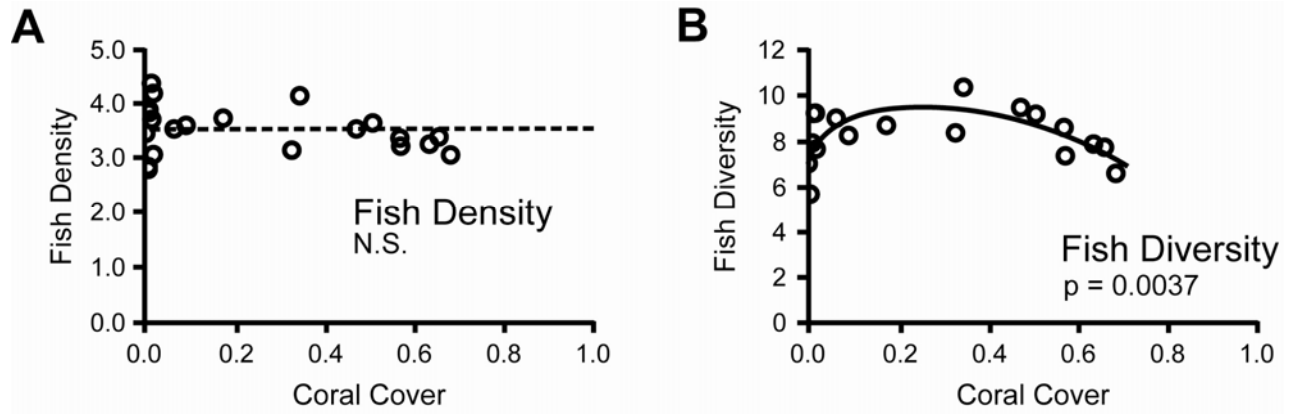 A
5.0
4.0
3.0
2.0
1.0
0.0
Fish Density
Fish Density
N.S.
0.0 0.2 0.4 0.6 0.8 1.0
Coral Cover
B
12
10
8
6
4
2
0
Fish Diversity
Fish Diversity
p = 0.0037
0.0 0.2 0.4 0.6 0.8 1.0
Coral Cover